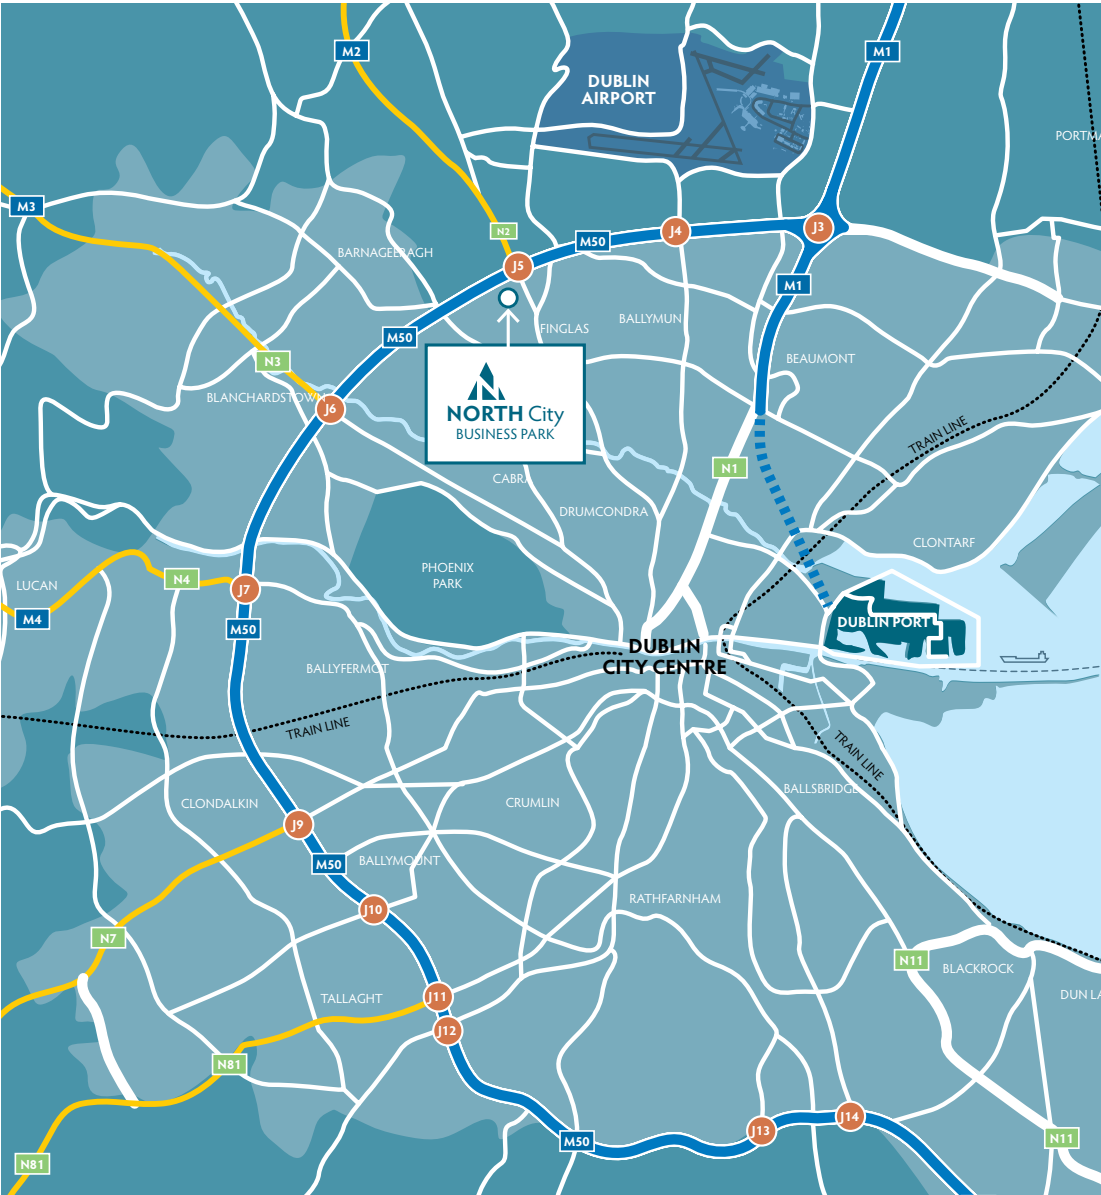 M2
M1
DUBLIN
AIRPORT
PORTMA
M3
N2
J3
J4
M50
BARNAGEERAGH
J5
M1
FINGLAS
BALLYMUN
M50
BEAUMONT
N3
BLANCHARDSTOWN
J6
NORTH City
BUSINESS PARK
TRAIN LINE
N1
CABRA
DRUMCONDRA
CLONTARF
PHOENIX
PARK
LUCAN
N4
J7
M4
M50
DUBLIN PORT
DUBLIN
CITY CENTRE
BALLYFERMOT
TRAIN LINE
TRAIN LINE
BALLSBRIDGE
CLONDALKIN
CRUMLIN
J9
M50
BALLYMOUNT
RATHFARNHAM
J10
N7
N11
BLACKROCK
DUN LA
TALLAGHT
J11
J12
N81
J14
J13
M50
N11
N81